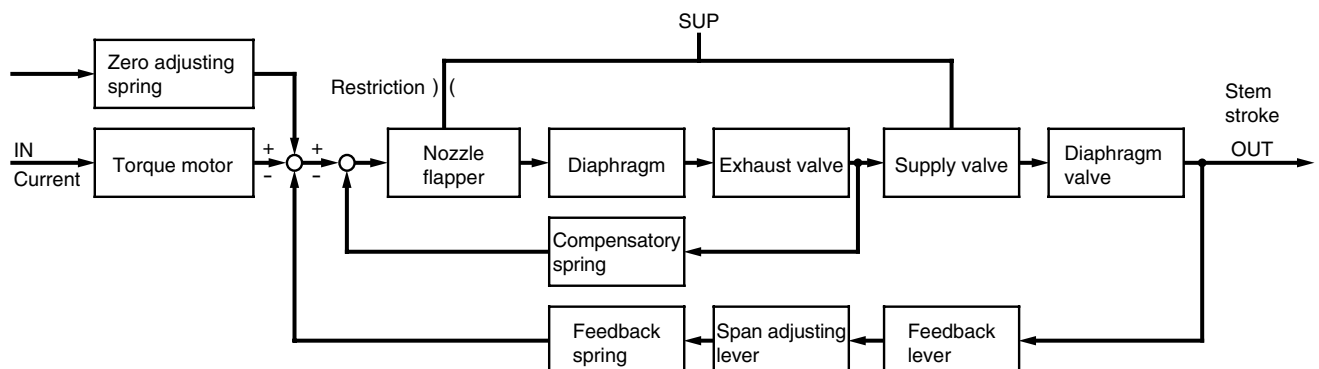 SUP
Zero adjusting
spring
Restriction ) (
Stem
stroke
IN
Current
Torque motor
+
-
+
-
Nozzle
flapper
Diaphragm
Exhaust valve
Supply valve
Diaphragm
valve
OUT
Compensatory
spring
Feedback
spring
Span adjusting
lever
Feedback
lever